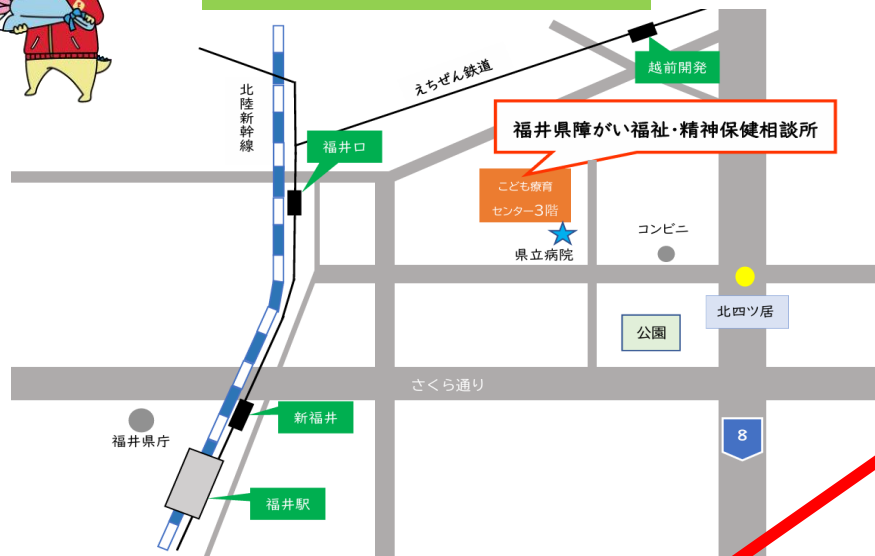 北陸新幹線
えちぜん鉄道
越前開発
福井県障がい福祉・精神保健相談所
福井口
こども療育
センター3階
県立病院
コンビニ
北四ツ居
公園
さくら通り
新福井
福井県庁
8
福井駅